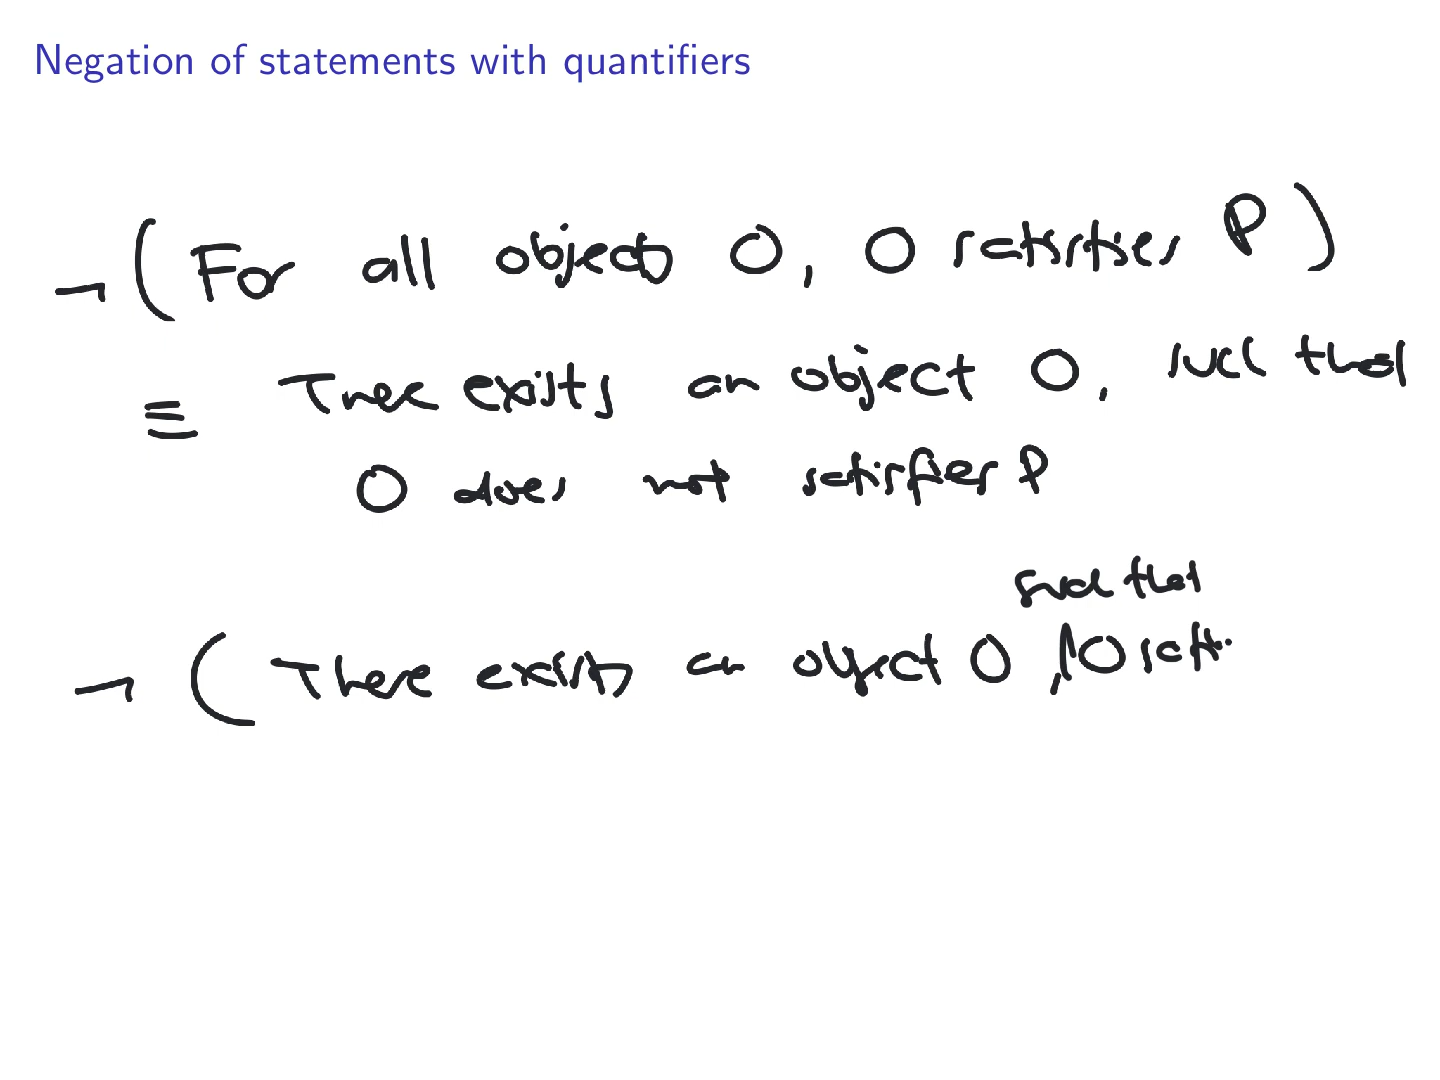 Negation of statements with quantifiers
¬ ( For all objects O, O satisfies P )
≡ There exists an object O, such that
O does not satisfies P
such that
¬ ( There exists an object O, O satis